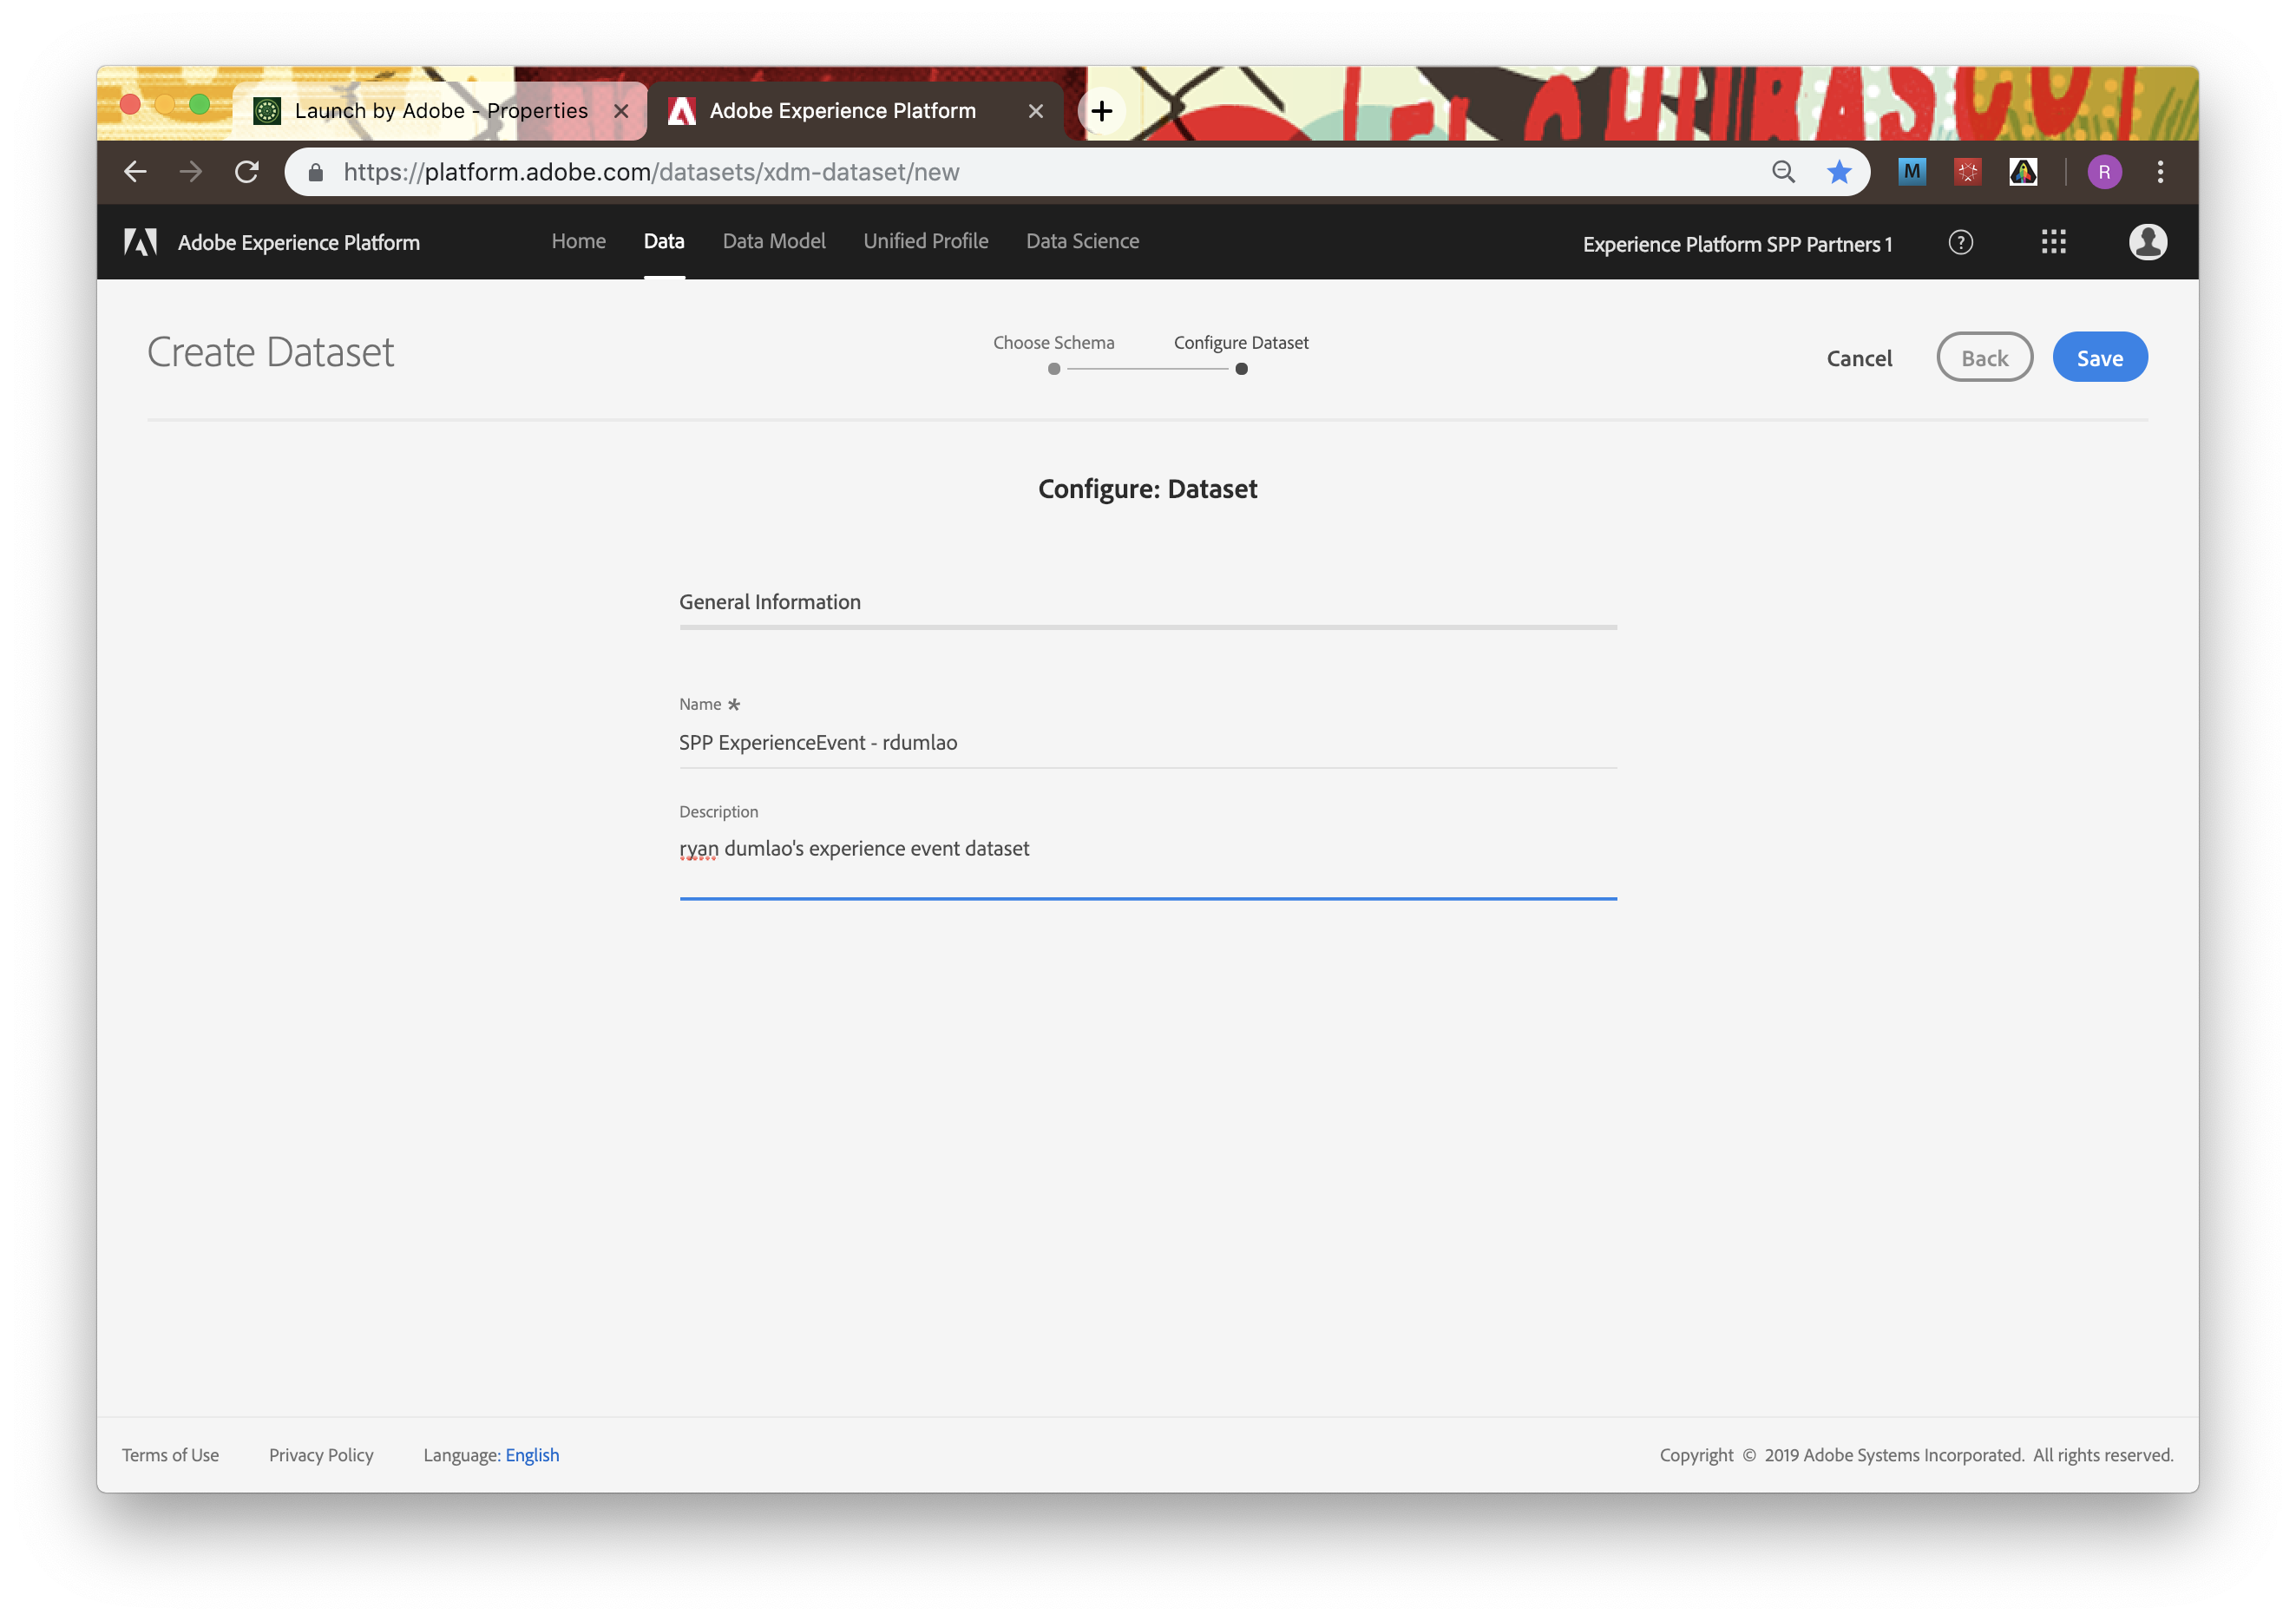 Launch by Adobe - Properties
Adobe Experience Platform
https://platform.adobe.com/datasets/xdm-dataset/new
M
R
Adobe Experience Platform
Home
Data
Data Model
Unified Profile
Data Science
Experience Platform SPP Partners 1
?
Create Dataset
Choose Schema
Configure Dataset
Cancel
Back
Save
Configure: Dataset
General Information
Name *
SPP ExperienceEvent - rdumlao
Description
ryan dumlao's experience event dataset
Terms of Use
Privacy Policy
Language: English
Copyright © 2019 Adobe Systems Incorporated. All rights reserved.